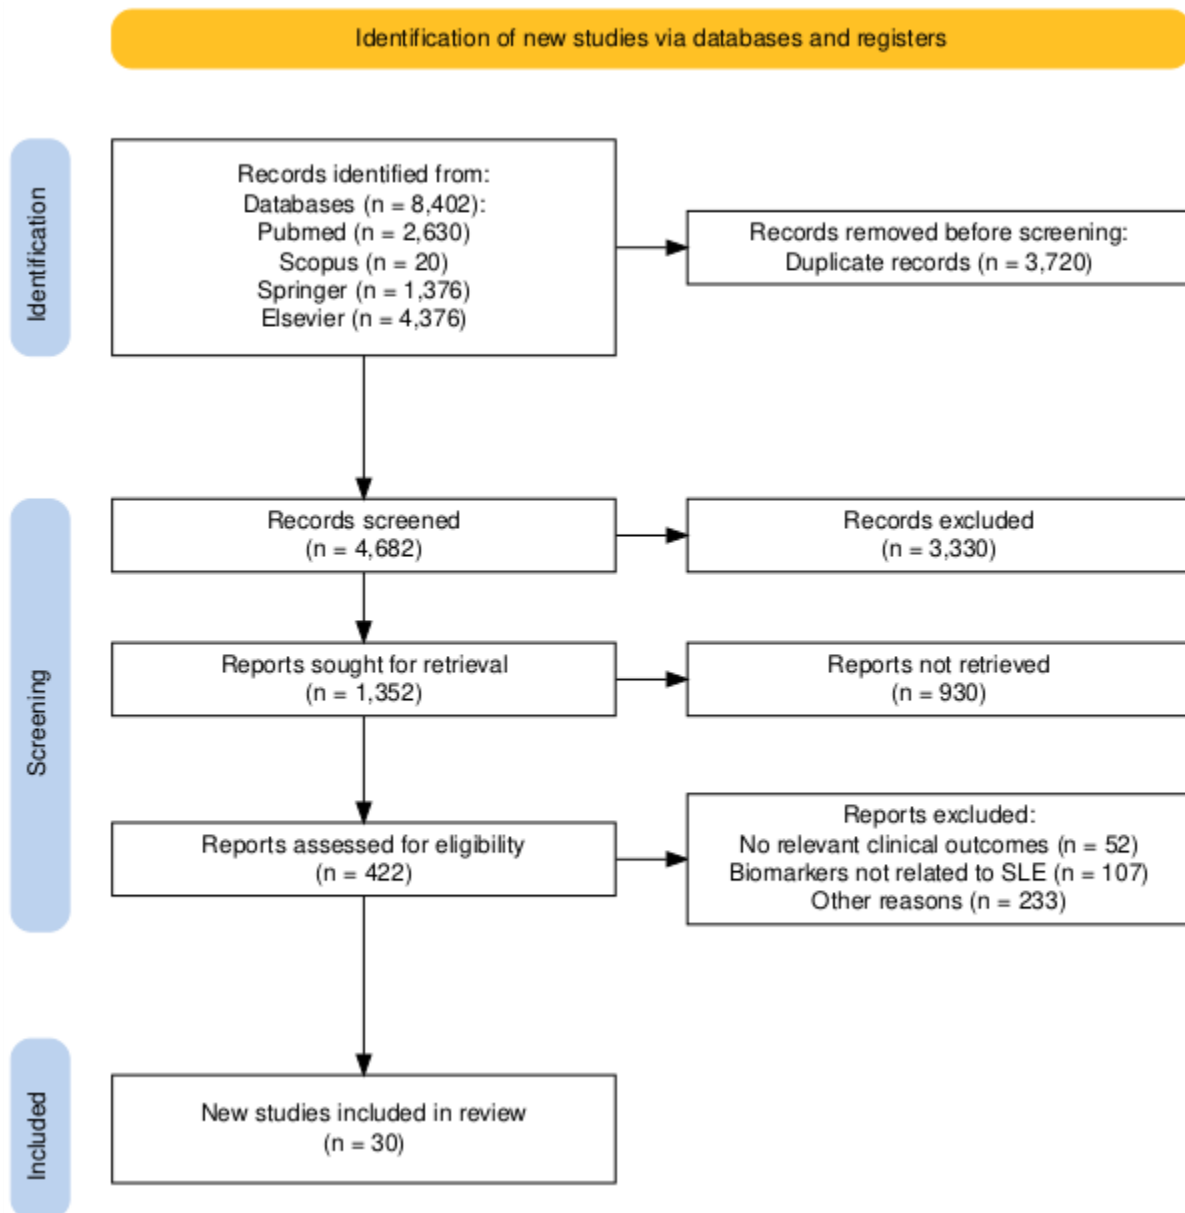 Identification of new studies via databases and registers
Identification
Records identified from:
Databases (n = 8,402):
Pubmed (n = 2,630)
Scopus (n = 20)
Springer (n = 1,376)
Elsevier (n = 4,376)
Records removed before screening:
Duplicate records (n = 3,720)
Screening
Records screened
(n = 4,682)
Records excluded
(n = 3,330)
Reports sought for retrieval
(n = 1,352)
Reports not retrieved
(n = 930)
Reports assessed for eligibility
(n = 422)
Reports excluded:
No relevant clinical outcomes (n = 52)
Biomarkers not related to SLE (n = 107)
Other reasons (n = 233)
Included
New studies included in review
(n = 30)